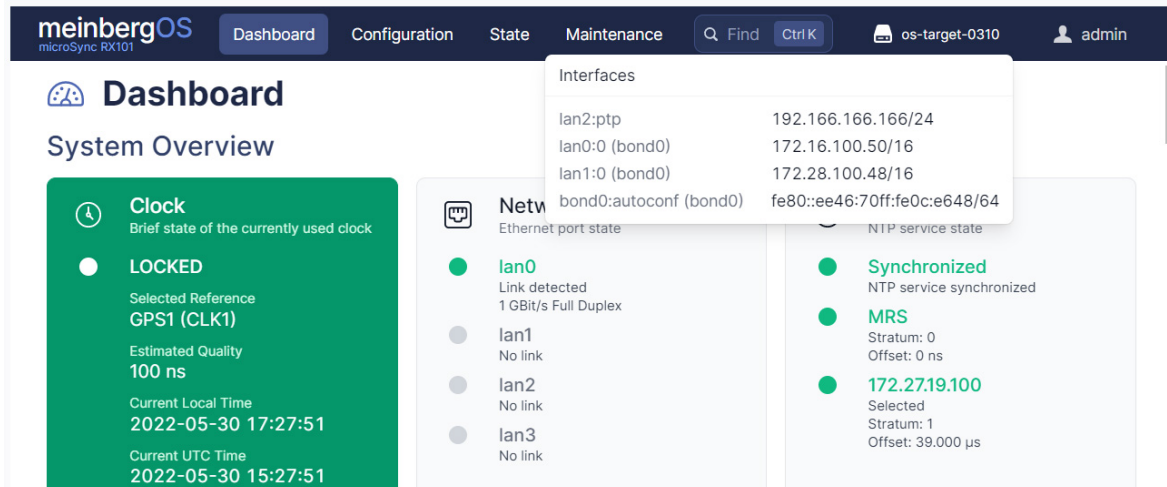 meinbergOS
microSync RX101
Dashboard
Configuration
State
Maintenance
Find
Ctrl K
os-target-0310
admin
Dashboard
System Overview
Interfaces
lan2:ptp 192.166.166.166/24
lan0:0 (bond0) 172.16.100.50/16
lan1:0 (bond0) 172.28.100.48/16
bond0:autoconf (bond0) fe80::ee46:70ff:fe0c:e648/64
Clock
Brief state of the currently used clock
LOCKED
Selected Reference
GPS1 (CLK1)
Estimated Quality
100 ns
Current Local Time
2022-05-30 17:27:51
Current UTC Time
2022-05-30 15:27:51
Netw
Ethernet port state
lan0
Link detected
1 GBit/s Full Duplex
lan1
No link
lan2
No link
lan3
No link
NTP service state
Synchronized
NTP service synchronized
MRS
Stratum: 0
Offset: 0 ns
172.27.19.100
Selected
Stratum: 1
Offset: 39.000 µs